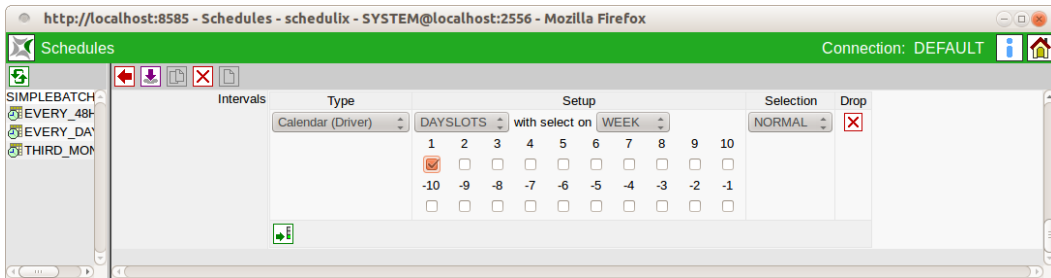 http://localhost:8585 - Schedules - schedulix - SYSTEM@localhost:2556 - Mozilla Firefox
Schedules
Connection: DEFAULT
SIMPLEBATCH
EVERY_48H
EVERY_DAY
THIRD_MON
Intervals Type Setup Selection Drop
Calendar (Driver) DAYSLOTS with select on WEEK NORMAL
1 2 3 4 5 6 7 8 9 10
-10 -9 -8 -7 -6 -5 -4 -3 -2 -1